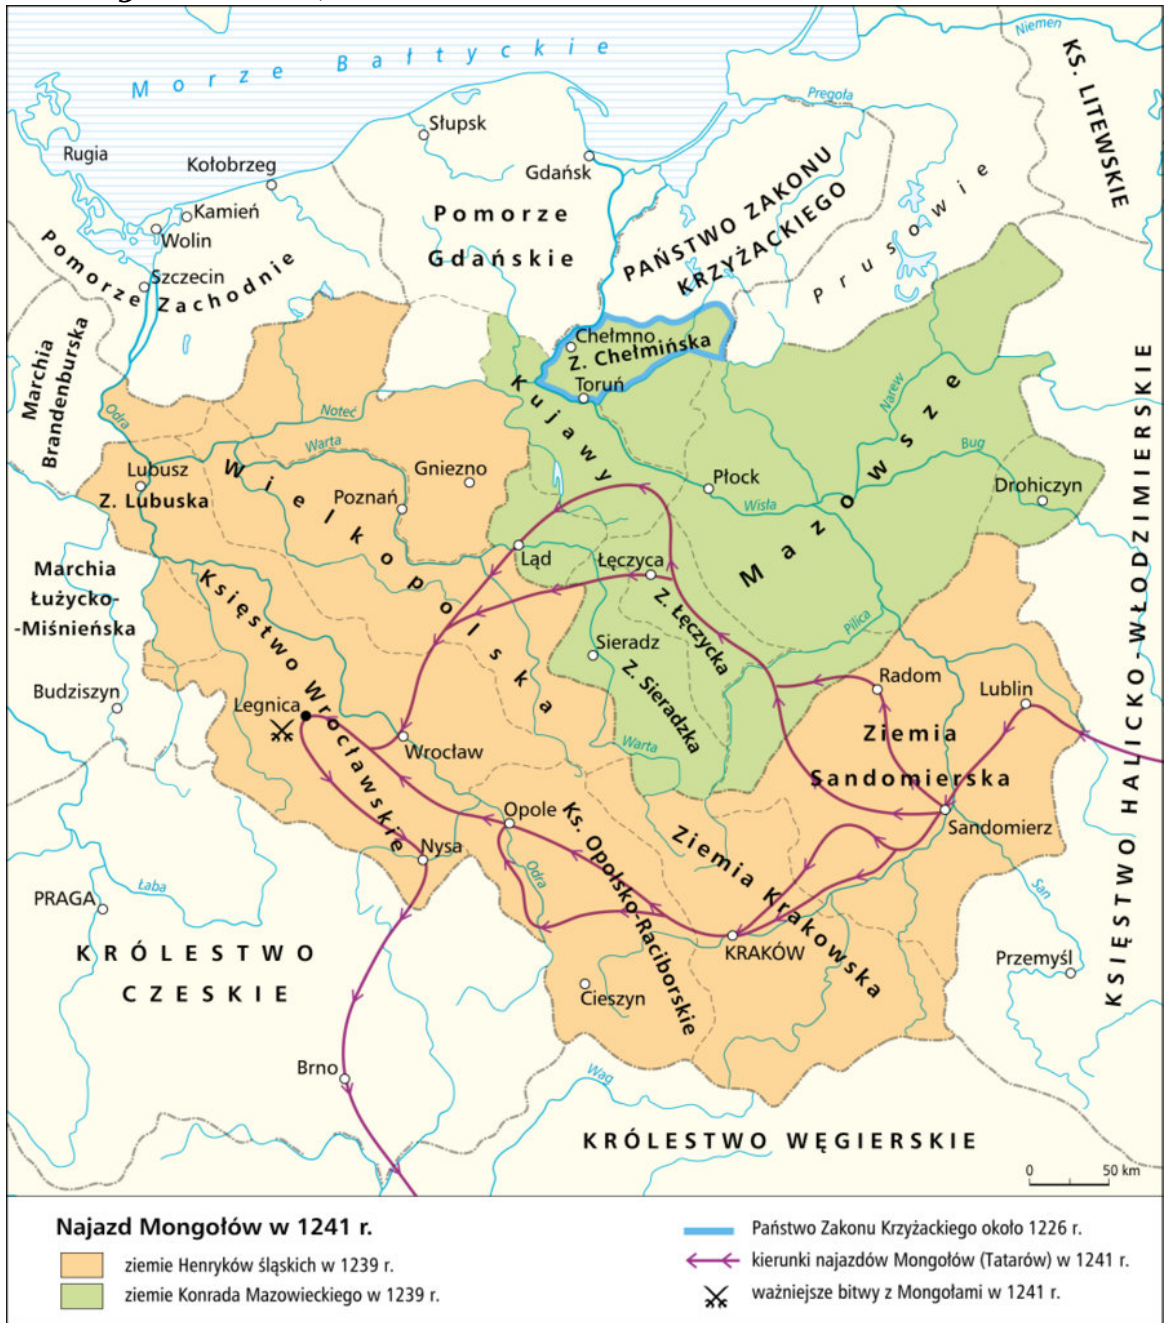 Morze Bałtyckie
Niemen
KS. LITEWSKIE
Pregoła
Słupsk
Rugia
Kołobrzeg
Gdańsk
Kamień
Wolin
Pomorze
Gdańskie
PAŃSTWO ZAKONU
KRZYŻACKIEGO
Prusowie
Pomorze Zachodnie
Szczecin
Marchia
Brandenburska
Chełmno
Z. Chełmińska
Toruń
Kujawy
Odra
Noteć
Warta
Narew
Bug
Gniezno
Lubusz
Z. Lubuska
Wielkopolska
Poznań
Płock
Wisła
Mazowsze
Drohiczyn
KSIĘSTWO HALICKO-WŁODZIMIERSKIE
Marchia
Łużycko-
-Miśnieńska
Ląd
Łęczyca
Z. Łęczycka
Księstwo Wrocławskie
Pilica
Sieradz
Z. Sieradzka
Radom
Lublin
Budziszyn
Legnica
Wrocław
Warta
Ziemia
Sandomierska
Sandomierz
Opole
Ks. Opolsko-Raciborskie
Ziemia Krakowska
Nysa
Odra
San
PRAGA
Łaba
KRÓLESTWO
CZESKIE
KRAKÓW
Przemyśl
Cieszyn
Brno
Wag
KRÓLESTWO WĘGIERSKIE
0 50 km
Najazd Mongołów w 1241 r.
ziemie Henryków śląskich w 1239 r.
ziemie Konrada Mazowieckiego w 1239 r.
Państwo Zakonu Krzyżackiego około 1226 r.
kierunki najazdów Mongołów (Tatarów) w 1241 r.
ważniejsze bitwy z Mongołami w 1241 r.